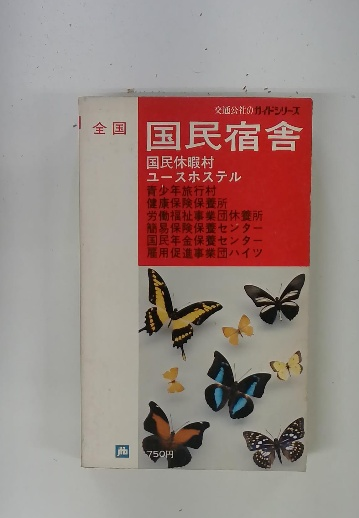 交通公社のガイドシリーズ
全国
国民宿舎
国民休暇村
ユースホステル
青少年旅行村
健康保険保養所
労働福祉事業団休養所
簡易保険保養センター
国民年金保養センター
雇用促進事業団ハイツ
jtb
750円